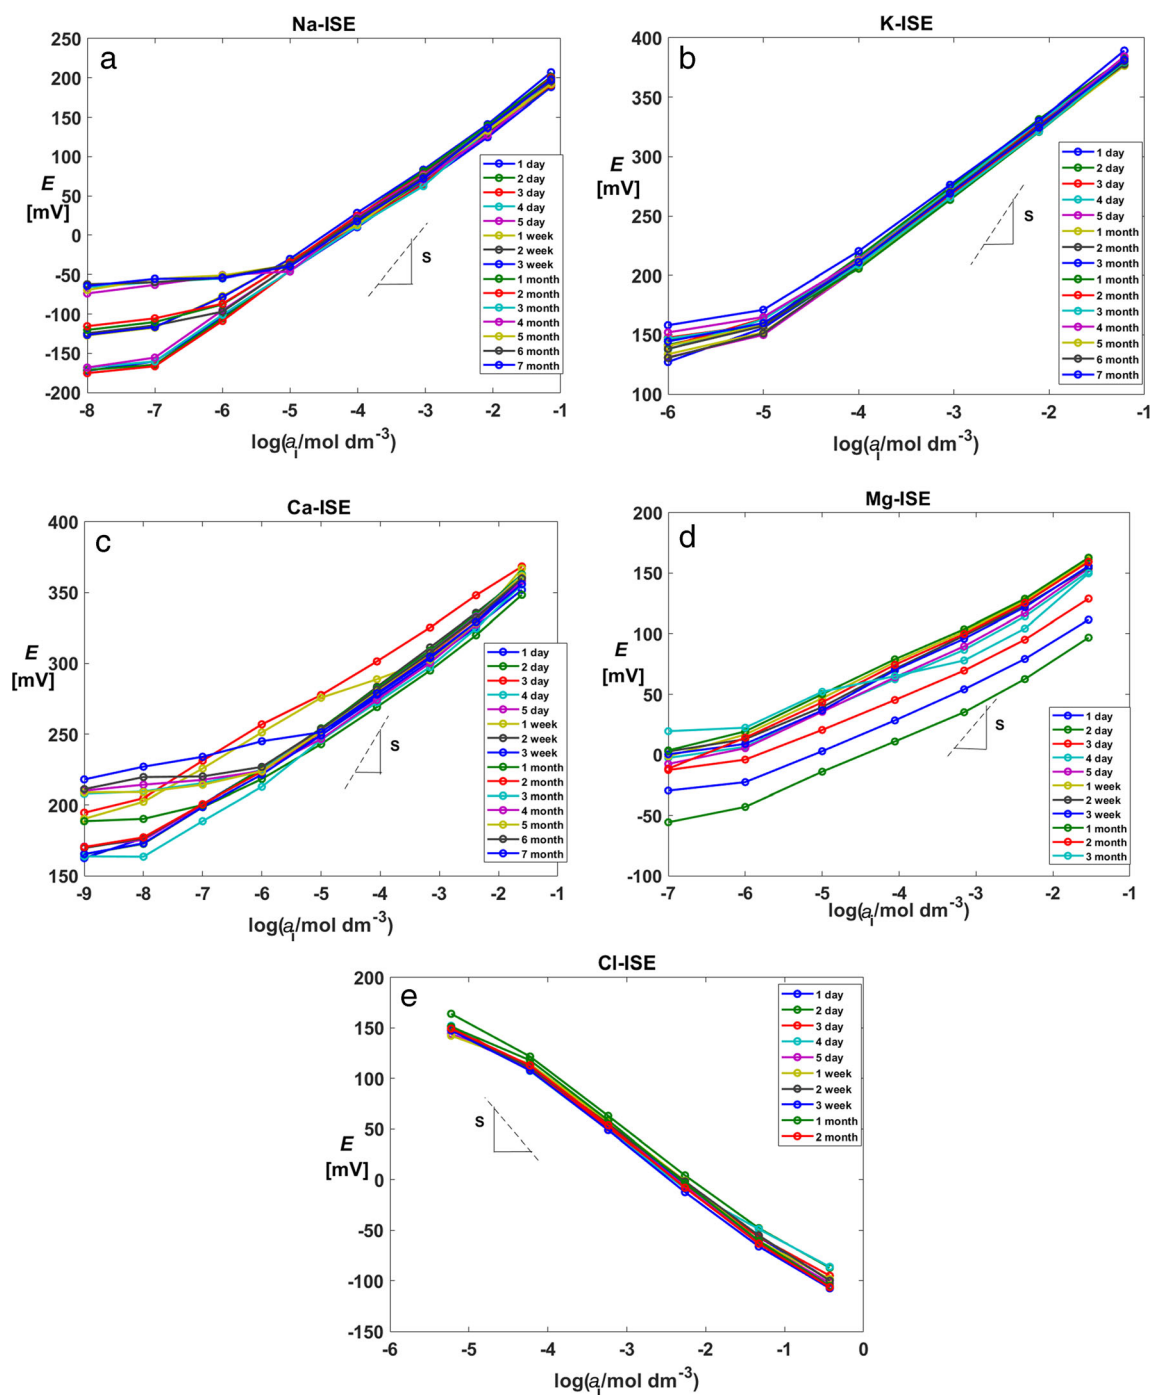 Na-ISE
a
250
200
150
100
50
0
-50
-100
-150
-200
E
[mV]
-8 -7 -6 -5 -4 -3 -2 -1
log(ai/mol dm-3)
S
1 day
2 day
3 day
4 day
5 day
1 week
2 week
3 week
1 month
2 month
3 month
4 month
5 month
6 month
7 month
K-ISE
b
400
350
300
250
200
150
100
E
[mV]
-6 -5 -4 -3 -2 -1
log(ai/mol dm-3)
S
1 day
2 day
3 day
4 day
5 day
1 month
2 month
3 month
1 month
2 month
3 month
4 month
5 month
6 month
7 month
Ca-ISE
c
400
350
300
250
200
150
E
[mV]
-9 -8 -7 -6 -5 -4 -3 -2 -1
log(ai/mol dm-3)
S
1 day
2 day
3 day
4 day
5 day
1 week
2 week
3 week
1 month
2 month
3 month
4 month
5 month
6 month
7 month
Mg-ISE
d
200
150
100
50
0
-50
-100
E
[mV]
-7 -6 -5 -4 -3 -2 -1
log(ai/mol dm-3)
S
1 day
2 day
3 day
4 day
5 day
1 week
2 week
3 week
1 month
2 month
3 month
Cl-ISE
e
200
150
100
50
0
-50
-100
-150
E
[mV]
-6 -5 -4 -3 -2 -1 0
log(ai/mol dm-3)
S
1 day
2 day
3 day
4 day
5 day
1 week
2 week
3 week
1 month
2 month